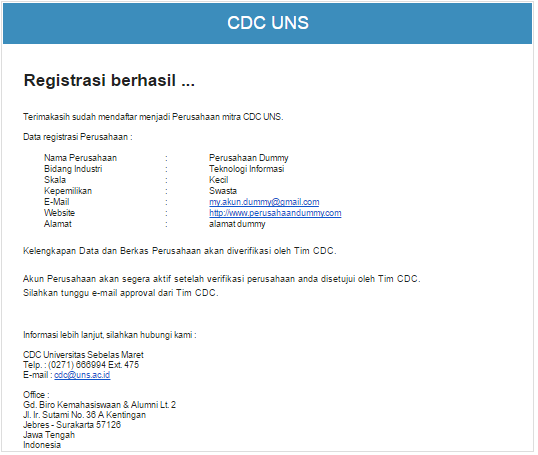 CDC UNS
Registrasi berhasil ...
Terimakasih sudah mendaftar menjadi Perusahaan mitra CDC UNS.
Data registrasi Perusahaan :
Nama Perusahaan : Perusahaan Dummy
Bidang Industri : Teknologi Informasi
Skala : Kecil
Kepemilikan : Swasta
E-Mail : my.akun.dummy@gmail.com
Website : http://www.perusahaandummy.com
Alamat : alamat dummy
Kelengkapan Data dan Berkas Perusahaan akan diverifikasi oleh Tim CDC.
Akun Perusahaan akan segera aktif setelah verifikasi perusahaan anda disetujui oleh Tim CDC.
Silahkan tunggu e-mail approval dari Tim CDC.
Informasi lebih lanjut, silahkan hubungi kami :
CDC Universitas Sebelas Maret
Telp. : (0271) 666994 Ext. 475
E-mail : cdc@uns.ac.id
Office :
Gd. Biro Kemahasiswaan & Alumni Lt. 2
Jl. Ir. Sutami No. 36 A Kentingan
Jebres - Surakarta 57126
Jawa Tengah
Indonesia